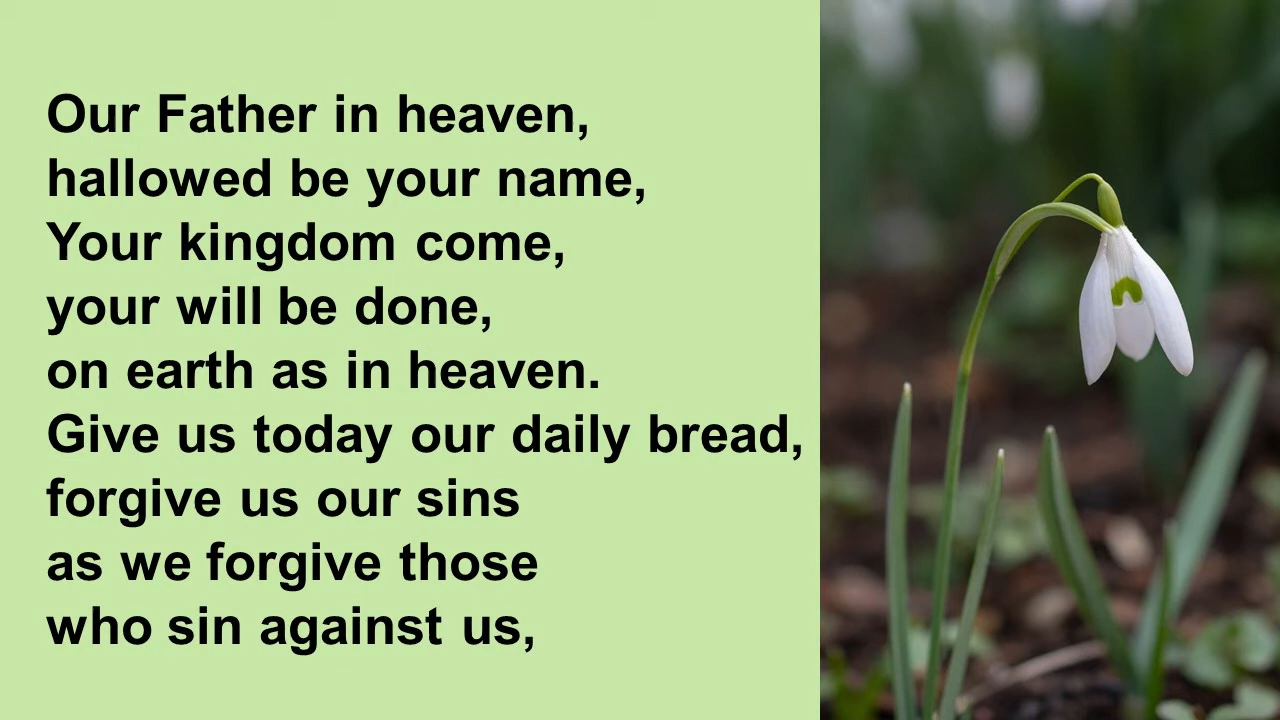 Our Father in heaven,
hallowed be your name,
Your kingdom come,
your will be done,
on earth as in heaven.
Give us today our daily bread,
forgive us our sins
as we forgive those
who sin against us,